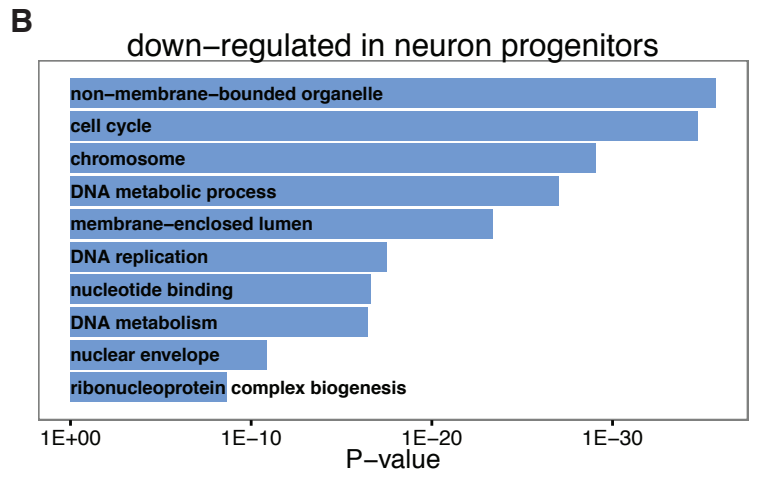 B
down−regulated in neuron progenitors
non−membrane−bounded organelle
cell cycle
chromosome
DNA metabolic process
membrane−enclosed lumen
DNA replication
nucleotide binding
DNA metabolism
nuclear envelope
ribonucleoprotein complex biogenesis
1E+00 1E−10 1E−20 1E−30
P−value